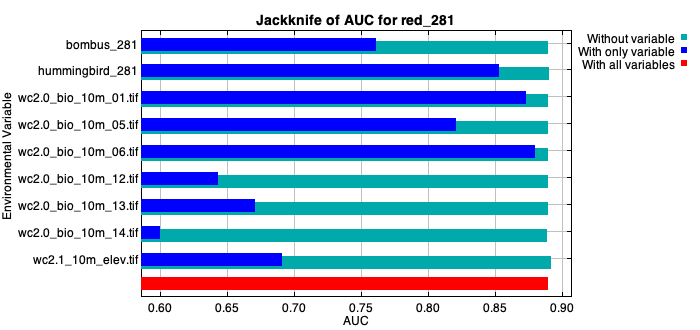 Jackknife of AUC for red_281
Without variable
With only variable
With all variables
Environmental Variable
bombus_281
hummingbird_281
wc2.0_bio_10m_01.tif
wc2.0_bio_10m_05.tif
wc2.0_bio_10m_06.tif
wc2.0_bio_10m_12.tif
wc2.0_bio_10m_13.tif
wc2.0_bio_10m_14.tif
wc2.1_10m_elev.tif
0.60 0.65 0.70 0.75 0.80 0.85 0.90
AUC